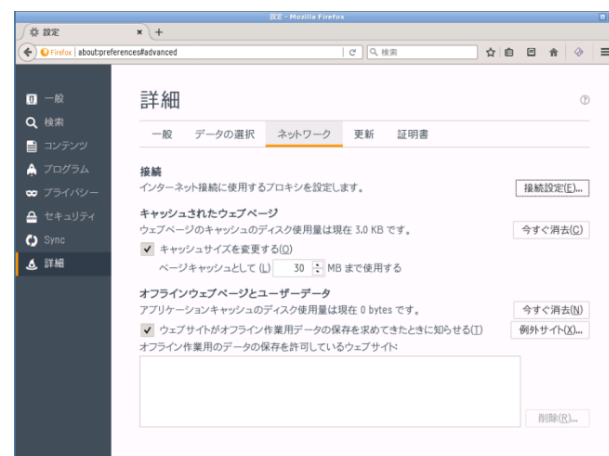 設定 - Mozilla Firefox
設定
Firefox about:preferences#advanced
検索
一般
検索
コンテンツ
プログラム
プライバシー
セキュリティ
Sync
詳細
詳細
一般 データの選択 ネットワーク 更新 証明書
接続
インターネット接続に使用するプロキシを設定します。
接続設定(E)...
キャッシュされたウェブページ
ウェブページのキャッシュのディスク使用量は現在 3.0 KB です。
今すぐ消去(C)
キャッシュサイズを変更する(O)
ページキャッシュとして(L) 30 MB まで使用する
オフラインウェブページとユーザーデータ
アプリケーションキャッシュのディスク使用量は現在 0 bytes です。
今すぐ消去(N)
ウェブサイトがオフライン作業用データの保存を求めてきたときに知らせる(T)
例外サイト(X)...
オフライン作業用のデータの保存を許可しているウェブサイト:
削除(R)...